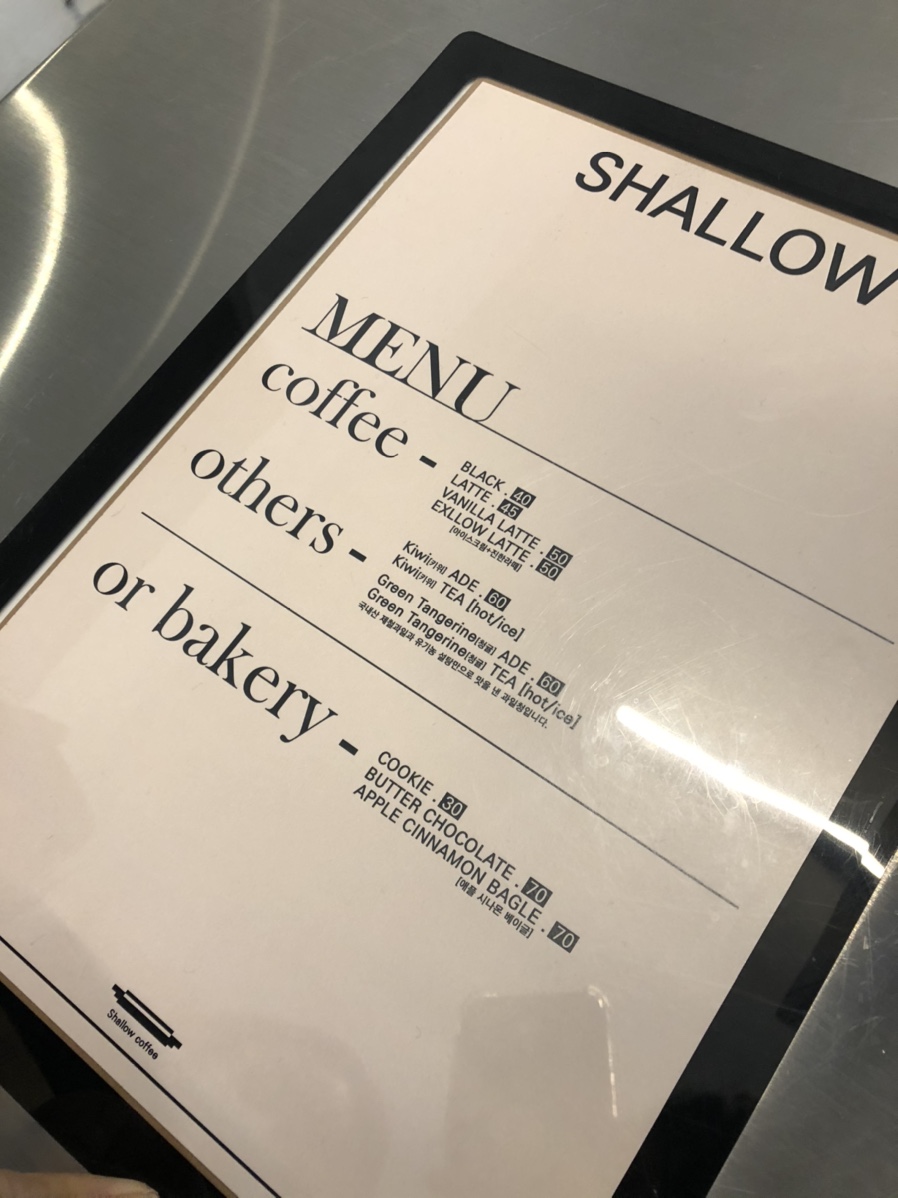 SHALLOW
MENU
coffee -
BLACK . 40
LATTE . 45
VANILLA LATTE . 50
EXLLOW LATTE . 50
[아이스크림+진한라떼]
others -
Kiwi[키위] ADE . 60
Kiwi[키위] TEA [hot/ice]
Green Tangerine[청귤] ADE . 60
Green Tangerine[청귤] TEA [hot/ice]
국내산 제철과일과 유기농 설탕만으로 맛을 낸 과일청입니다.
or bakery -
COOKIE . 30
BUTTER CHOCOLATE . 70
APPLE CINNAMON BAGLE . 70
[애플 시나몬 베이글]
Shallow coffee